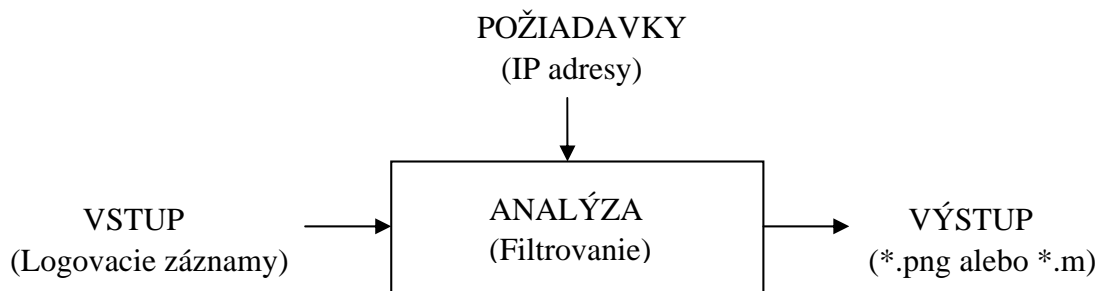 POŽIADAVKY
(IP adresy)
VSTUP
(Logovacie záznamy)
ANALÝZA
(Filtrovanie)
VÝSTUP
(*.png alebo *.m)